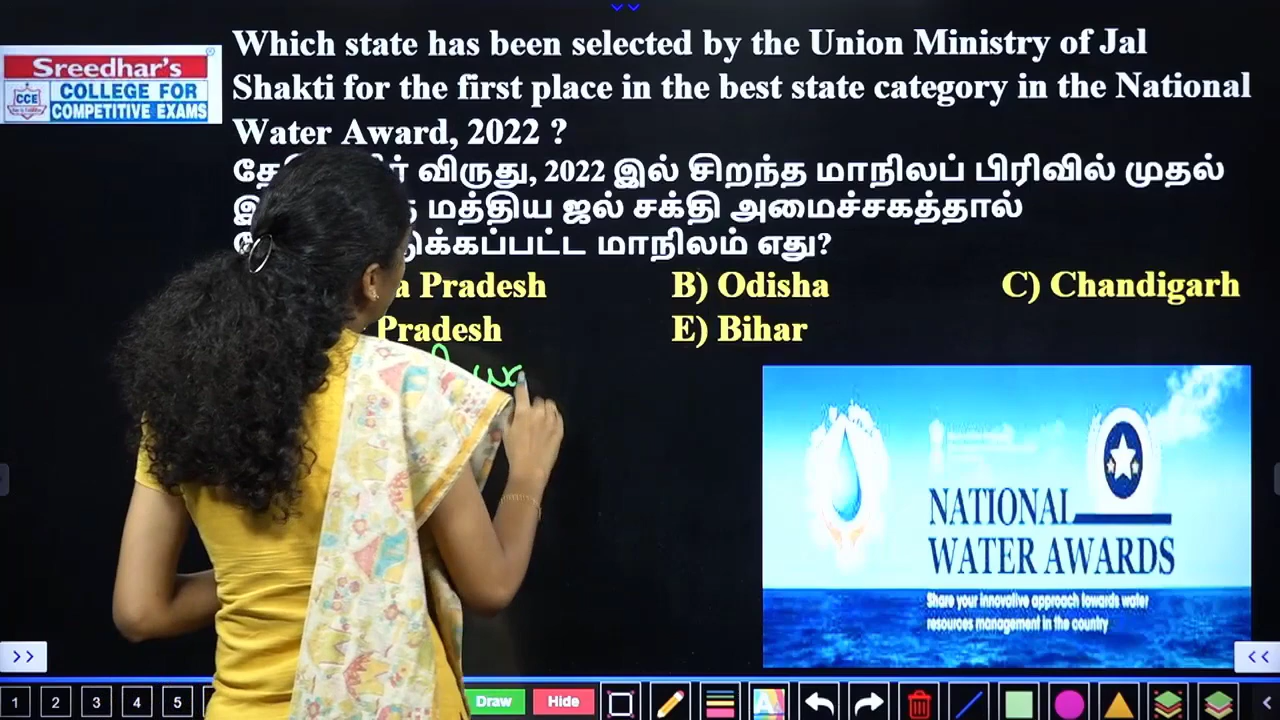 Which state has been selected by the Union Ministry of Jal
Sreedhar's
CCE
COLLEGE FOR
COMPETITIVE EXAMS
Shakti for the first place in the best state category in the National
Water Award, 2022 ?
விருது, 2022 இல் சிறந்த மாநிலப் பிரிவில் முதல்
மத்திய ஜல் சக்தி அமைச்சகத்தால்
மாநிலம் எது?
Pradesh B) Odisha C) Chandigarh
Pradesh E) Bihar
NATIONAL
WATER AWARDS
Share your innovative approach towards water
resources management in the country
>> <<
1 2 3 4 5 Draw Hide